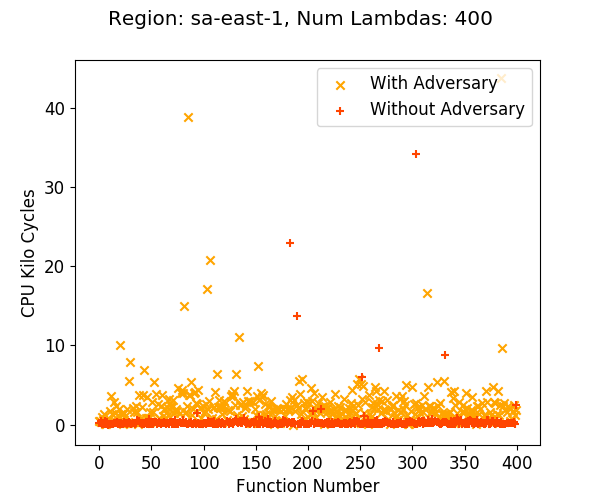 Region: sa-east-1, Num Lambdas: 400
With Adversary
Without Adversary
CPU Kilo Cycles
40
30
20
10
0
0 50 100 150 200 250 300 350 400
Function Number